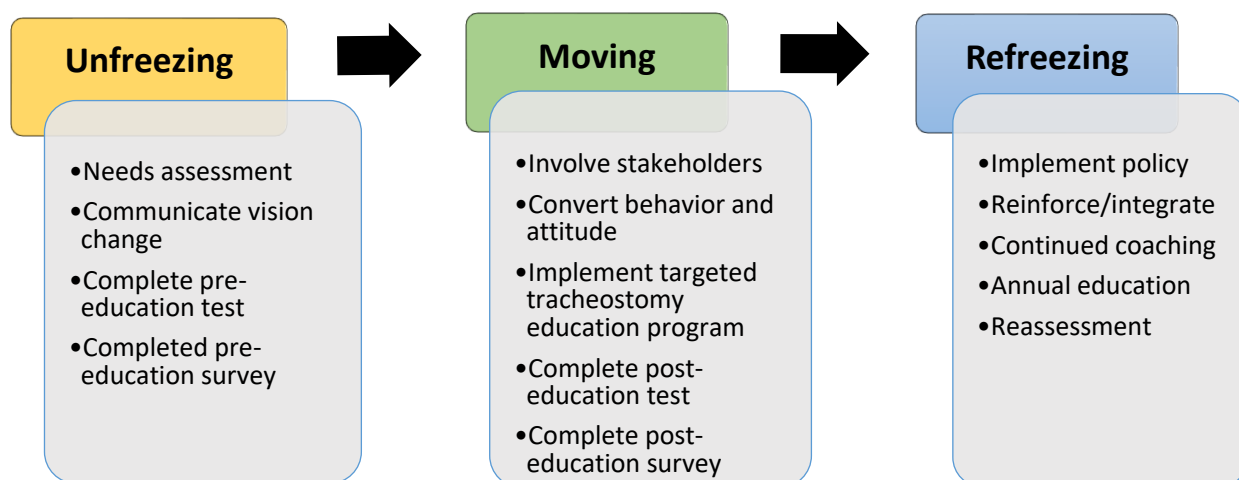 Unfreezing
•Needs assessment
•Communicate vision
change
•Complete pre-
education test
•Completed pre-
education survey
Moving
•Involve stakeholders
•Convert behavior and
attitude
•Implement targeted
tracheostomy
education program
•Complete post-
education test
•Complete post-
education survey
Refreezing
•Implement policy
•Reinforce/integrate
•Continued coaching
•Annual education
•Reassessment